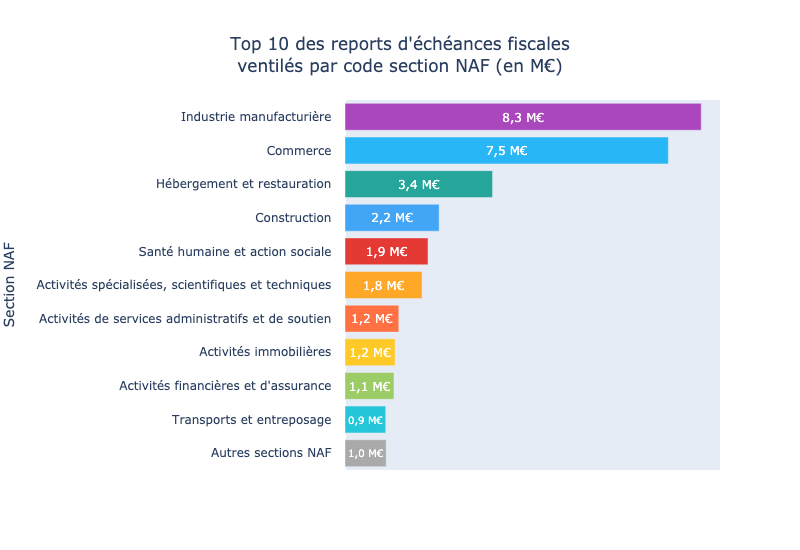 Top 10 des reports d'échéances fiscales
ventilés par code section NAF (en M€)
Section NAF
Industrie manufacturière 8,3 M€
Commerce 7,5 M€
Hébergement et restauration 3,4 M€
Construction 2,2 M€
Santé humaine et action sociale 1,9 M€
Activités spécialisées, scientifiques et techniques 1,8 M€
Activités de services administratifs et de soutien 1,2 M€
Activités immobilières 1,2 M€
Activités financières et d'assurance 1,1 M€
Transports et entreposage 0,9 M€
Autres sections NAF 1,0 M€